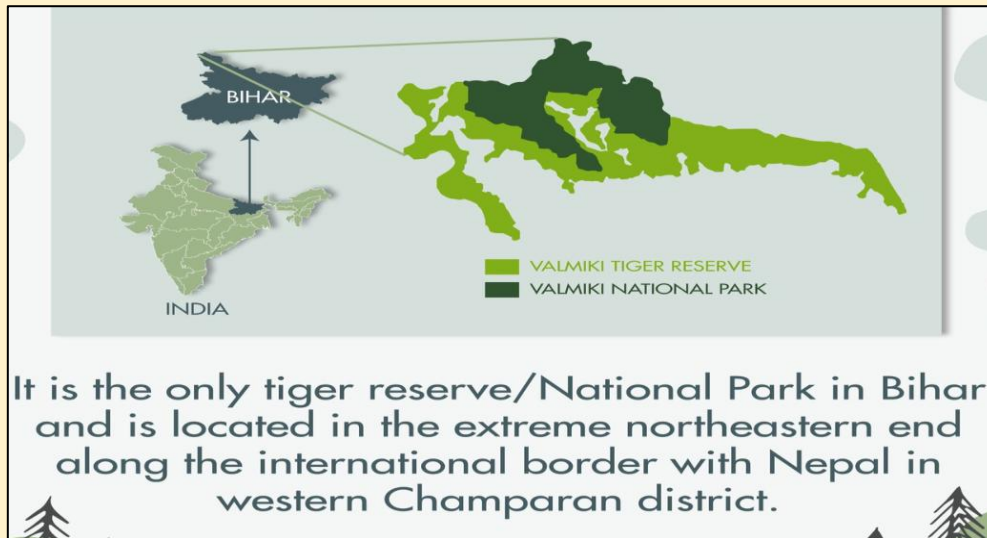 BIHAR
INDIA
VALMIKI TIGER RESERVE
VALMIKI NATIONAL PARK
It is the only tiger reserve/National Park in Bihar
and is located in the extreme northeastern end
along the international border with Nepal in
western Champaran district.